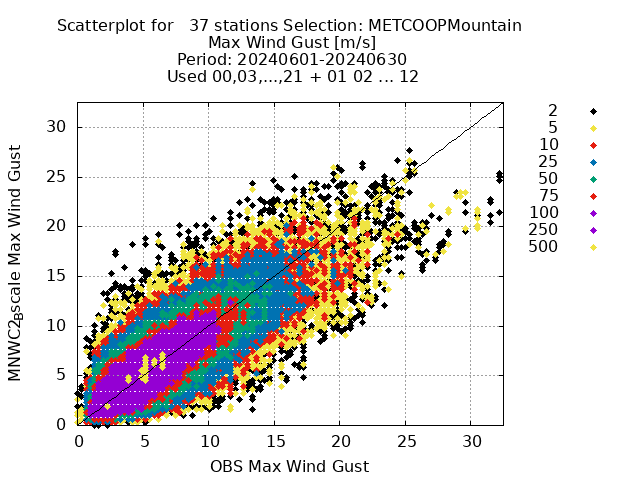 Scatterplot for   37 stations Selection: METCOOPMountain
Max Wind Gust [m/s]
Period: 20240601-20240630
Used 00,03,...,21 + 01 02 ... 12
2
5
10
25
50
75
100
250
500
30
25
20
15
10
5
0
0 5 10 15 20 25 30
MNWC2.5scale Max Wind Gust
OBS Max Wind Gust